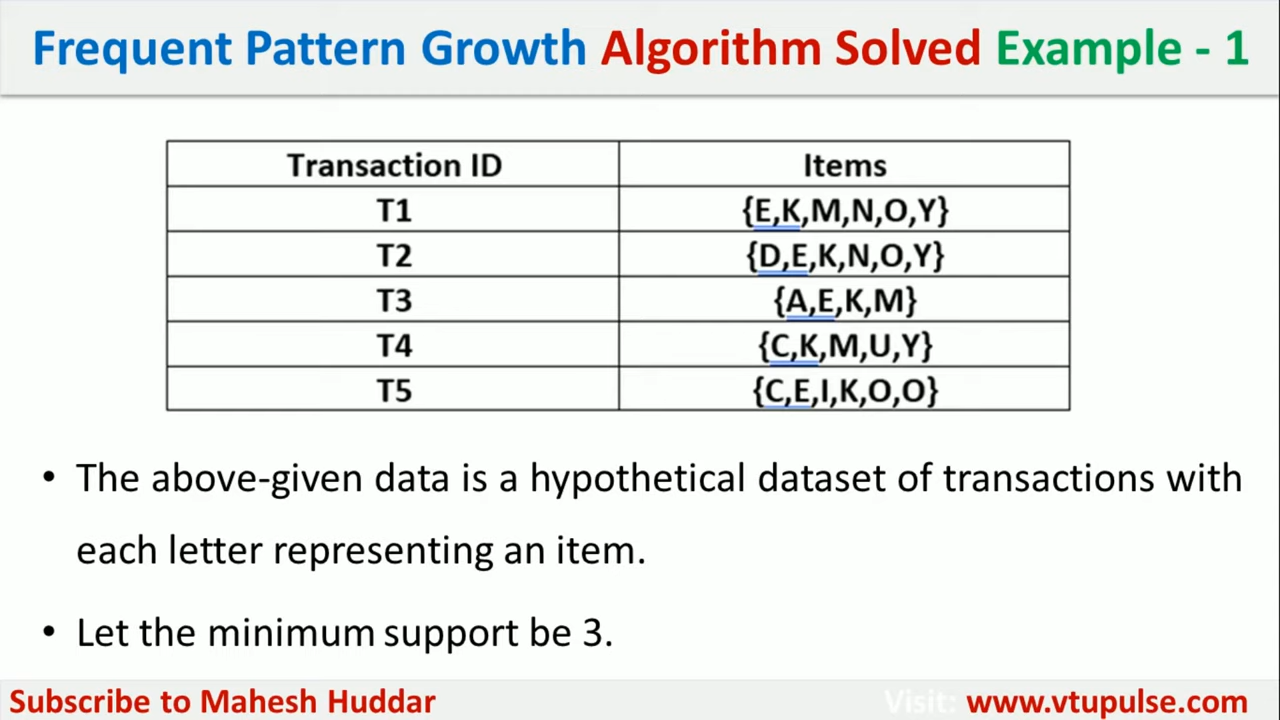 Frequent Pattern Growth Algorithm Solved Example - 1
Transaction ID Items
T1 {E,K,M,N,O,Y}
T2 {D,E,K,N,O,Y}
T3 {A,E,K,M}
T4 {C,K,M,U,Y}
T5 {C,E,I,K,O,O}
• The above-given data is a hypothetical dataset of transactions with
each letter representing an item.
• Let the minimum support be 3.
Subscribe to Mahesh Huddar Visit: www.vtupulse.com